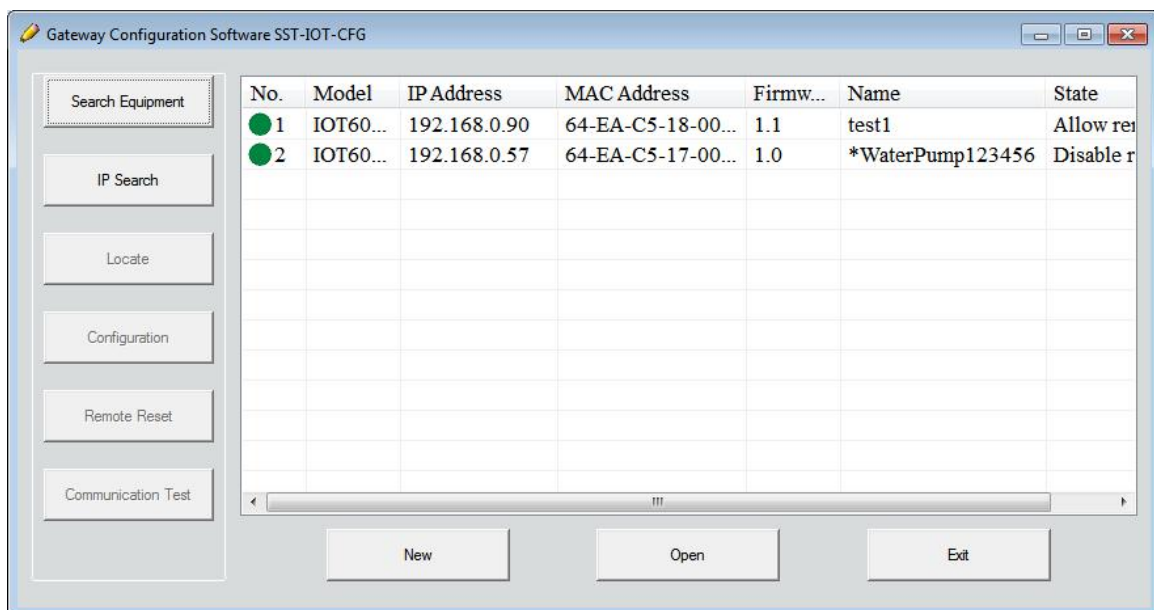 Gateway Configuration Software SST-IOT-CFG
Search Equipment
IP Search
Locate
Configuration
Remote Reset
Communication Test
No. Model IP Address MAC Address Firmw... Name State
1 IOT60... 192.168.0.90 64-EA-C5-18-00... 1.1 test1 Allow
2 IOT60... 192.168.0.57 64-EA-C5-17-00... 1.0 *WaterPump123456 Disable r
New Open Exit